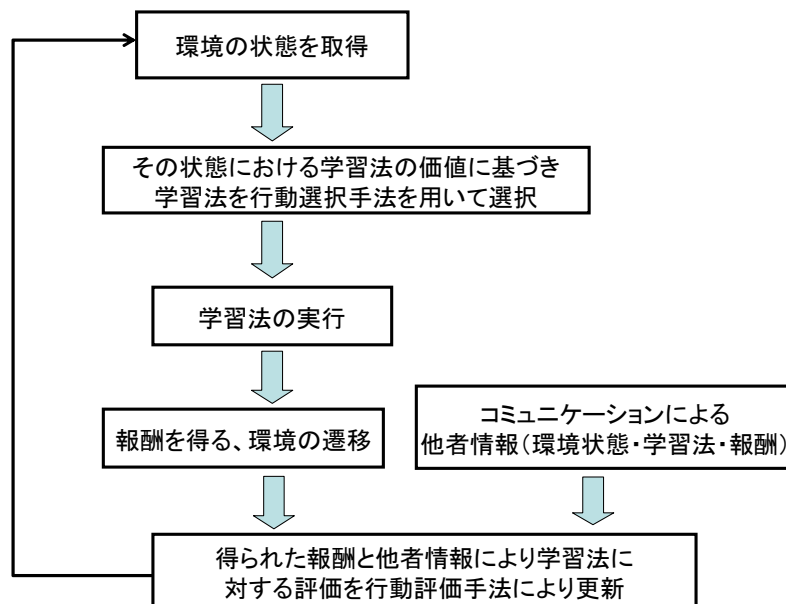 環境の状態を取得
その状態における学習法の価値に基づき
学習法を行動選択手法を用いて選択
学習法の実行
報酬を得る、環境の遷移
コミュニケーションによる
他者情報(環境状態・学習法・報酬)
得られた報酬と他者情報により学習法に
対する評価を行動評価手法により更新